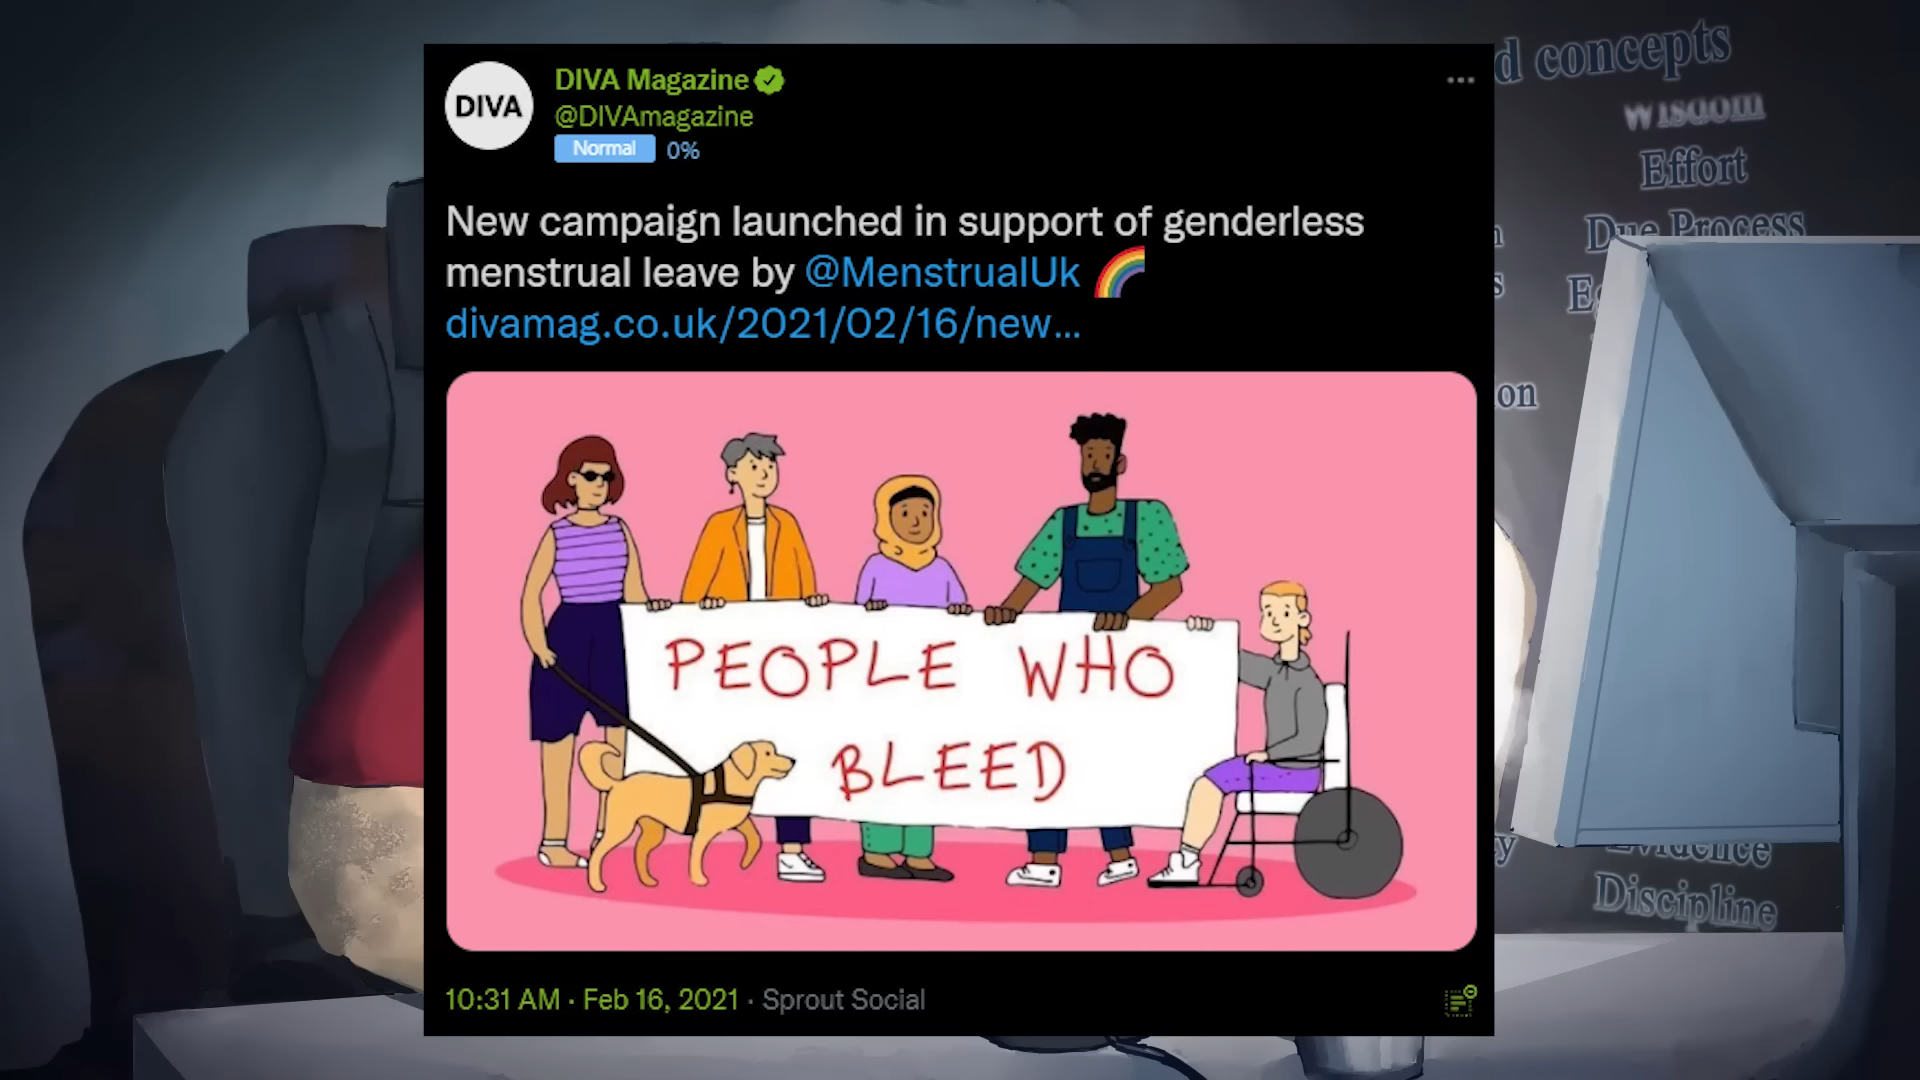 DIVA
DIVA Magazine
@DIVAmagazine
Normal 0%
New campaign launched in support of genderless
menstrual leave by @MenstrualUk
divamag.co.uk/2021/02/16/new...
PEOPLE WHO
BLEED
10:31 AM · Feb 16, 2021 · Sprout Social
d concepts
wisdom
Effort
Due Process
on
Evidence
Discipline